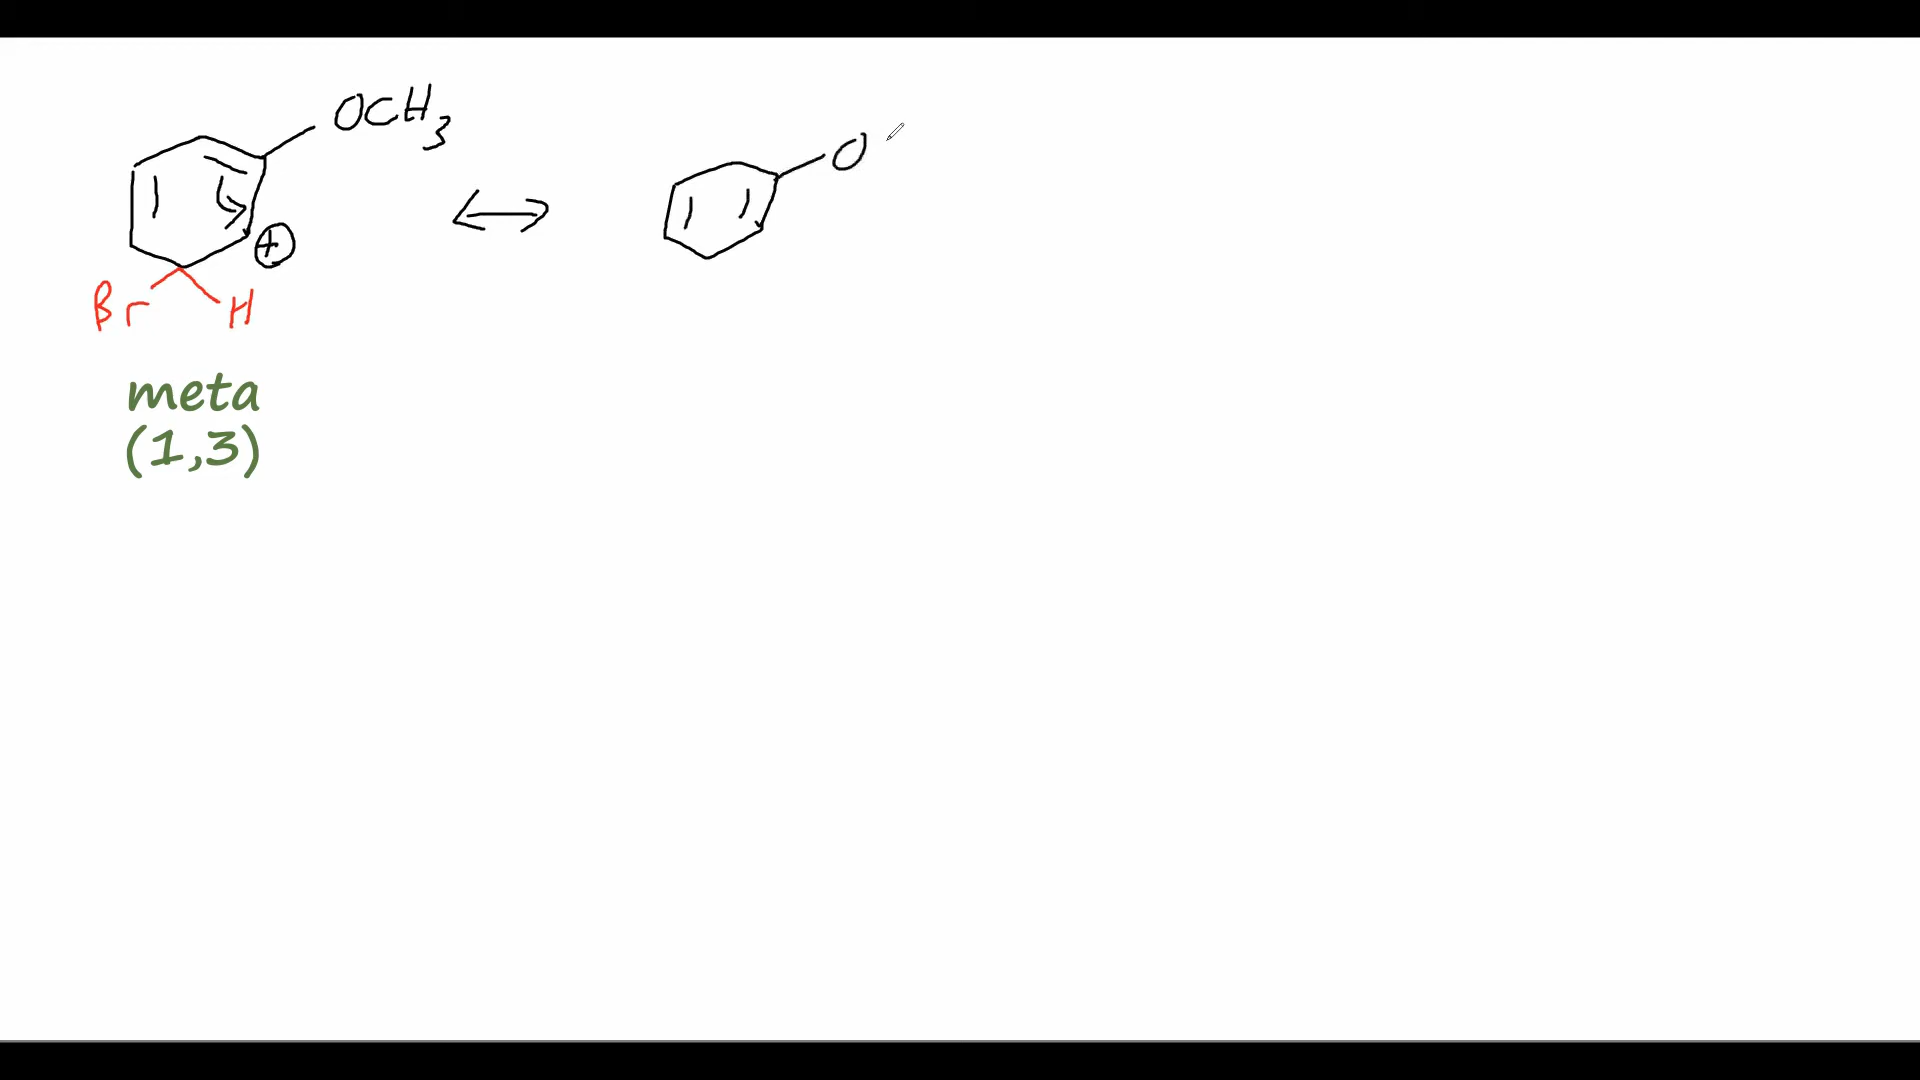 OCH3
O
+
Br H
meta
(1,3)